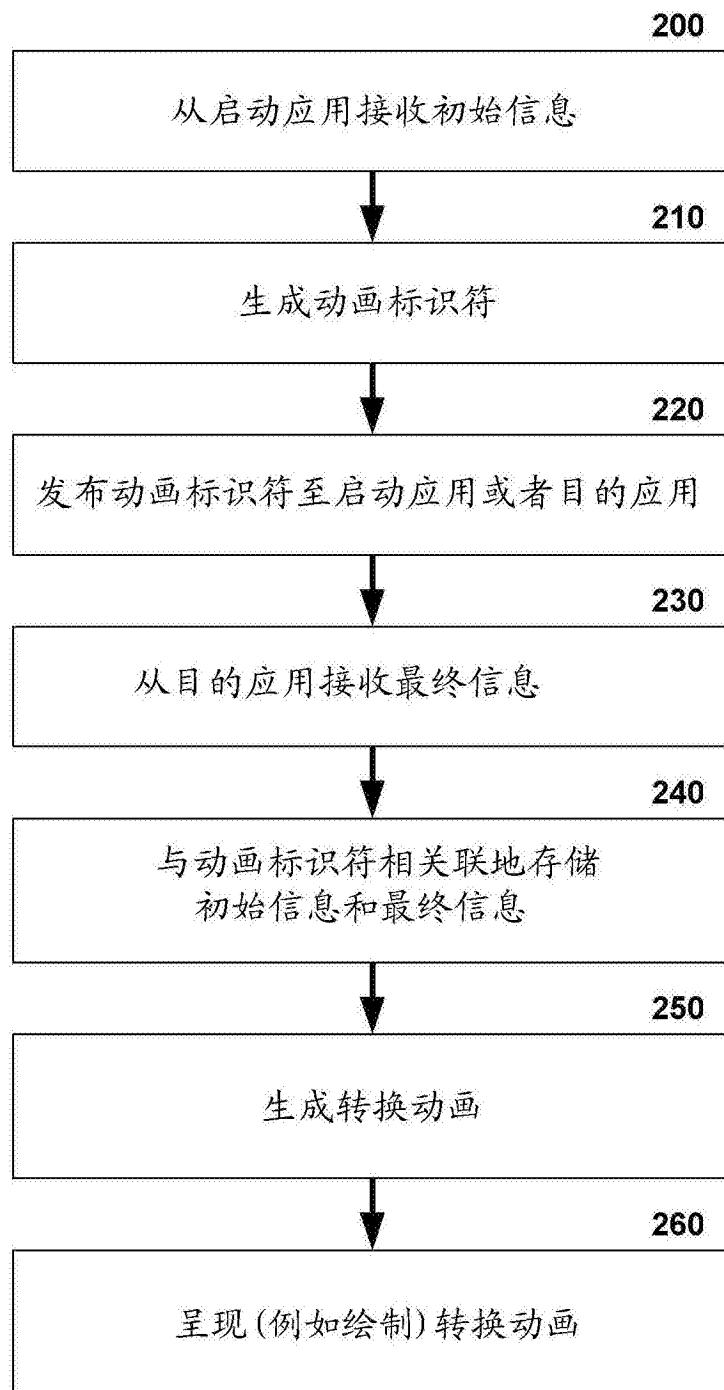 200
从启动应用接收初始信息
210
生成动画标识符
220
发布动画标识符至启动应用或者目的应用
230
从目的应用接收最终信息
240
与动画标识符相关联地存储
初始信息和最终信息
250
生成转换动画
260
呈现(例如绘制)转换动画